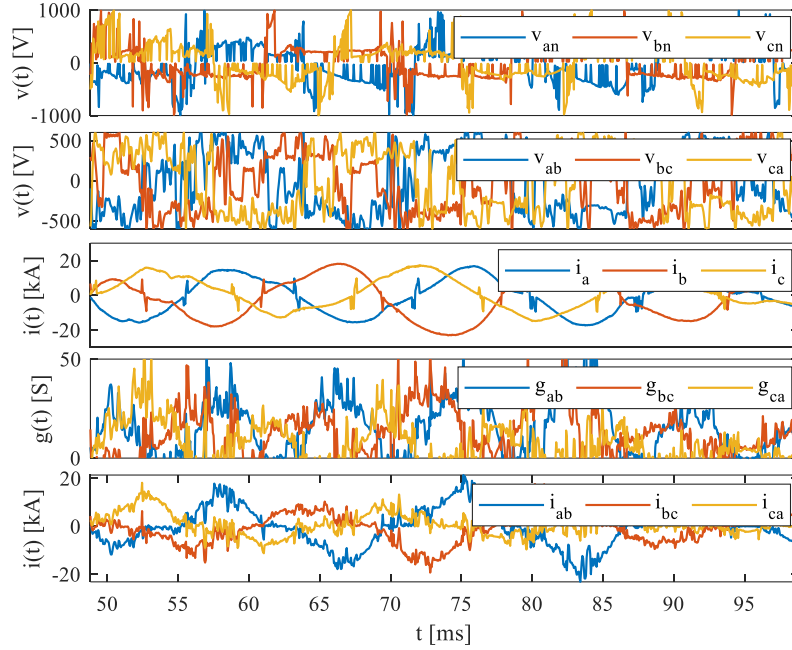 1000
0
-1000
v(t) [V]
v_an v_bn v_cn
500
0
-500
v(t) [V]
v_ab v_bc v_ca
20
0
-20
i(t) [kA]
i_a i_b i_c
50
0
g(t) [S]
g_ab g_bc g_ca
20
0
-20
i(t) [kA]
i_ab i_bc i_ca
50 55 60 65 70 75 80 85 90 95
t [ms]